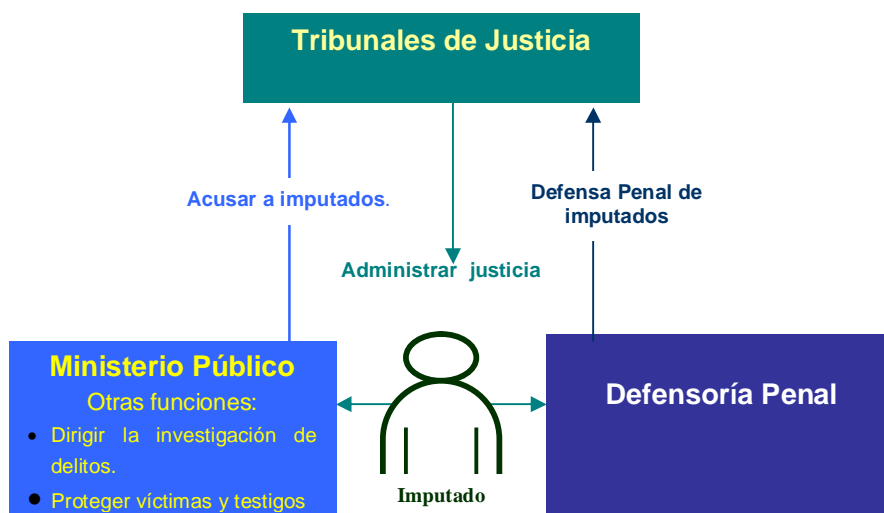 Tribunales de Justicia
Acusar a imputados.
Defensa Penal de
imputados
Administrar justicia
Ministerio Público
Otras funciones:
• Dirigir la investigación de
delitos.
• Proteger víctimas y testigos
Imputado
Defensoría Penal